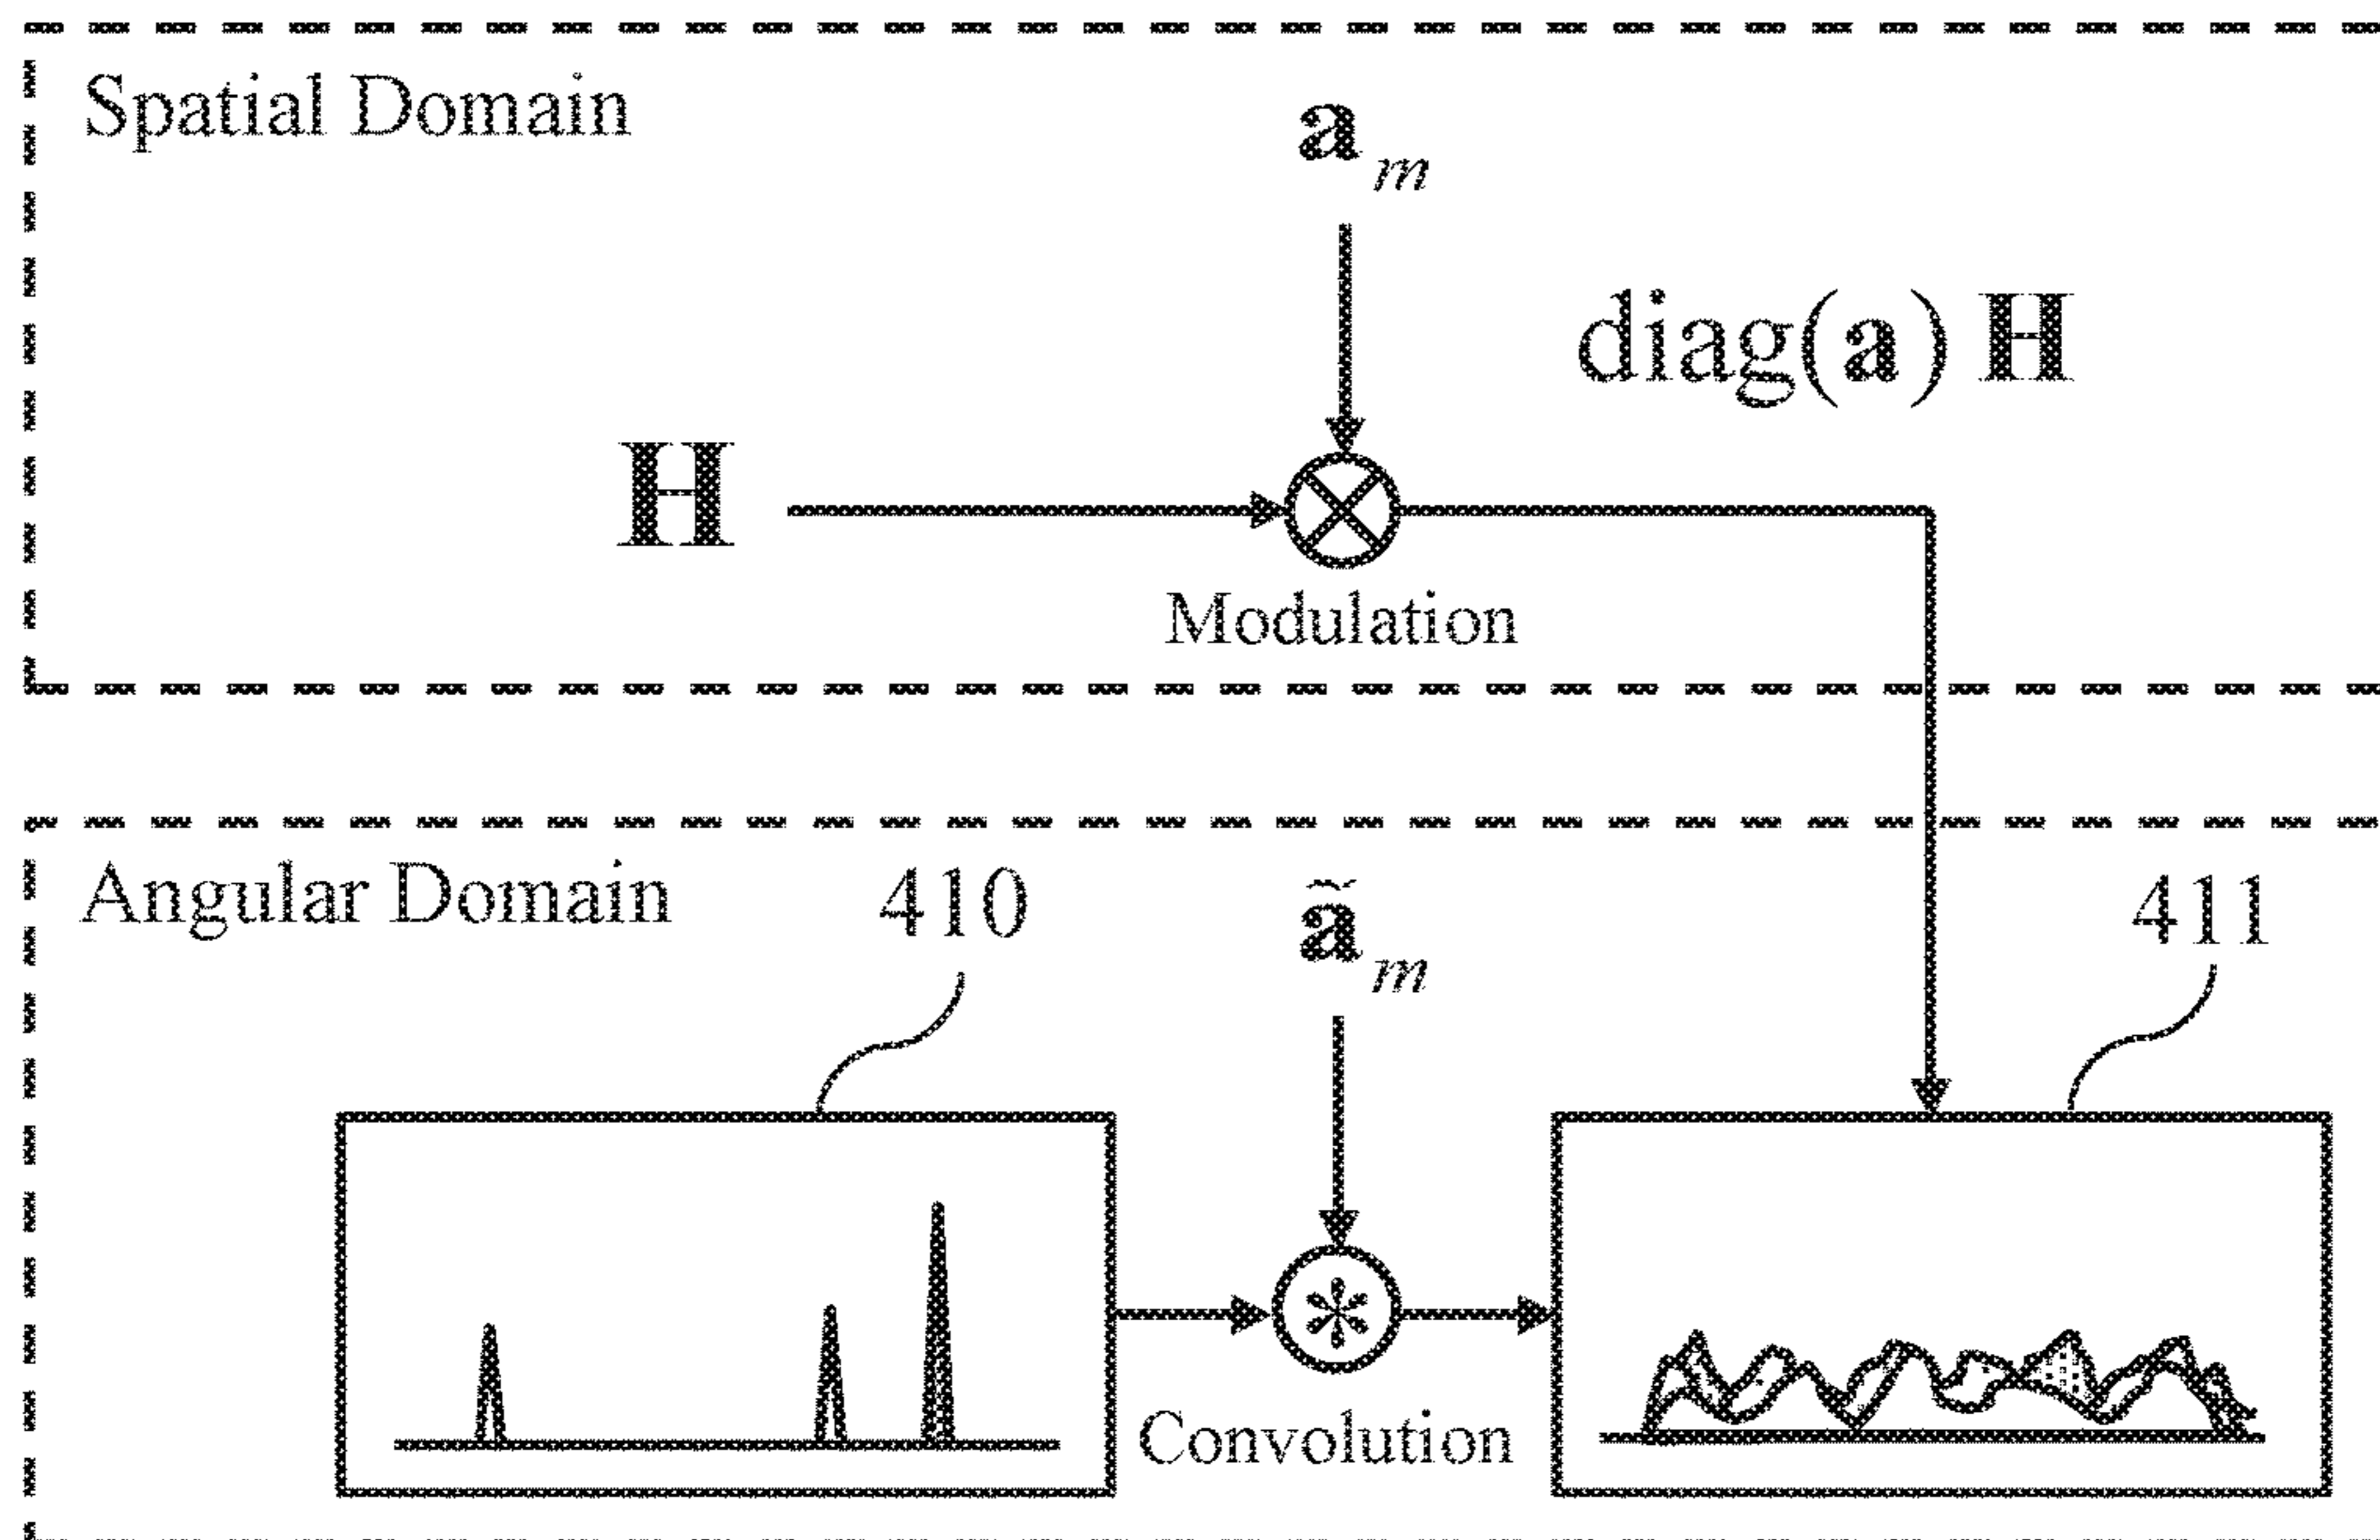 Spatial Domain
a_m
diag(a) H
H
Modulation
Angular Domain
410
ã_m
411
Convolution